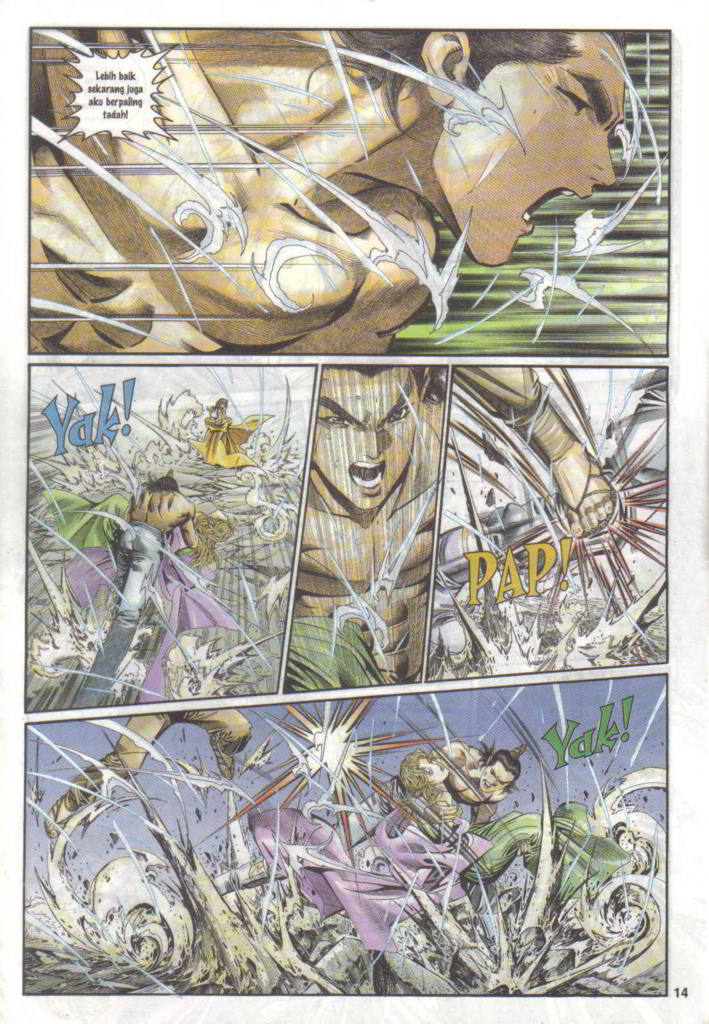 Lebih baik
sekarang juga
aku berpaling
tadah!
Yak!
PAP!
Yak!
14